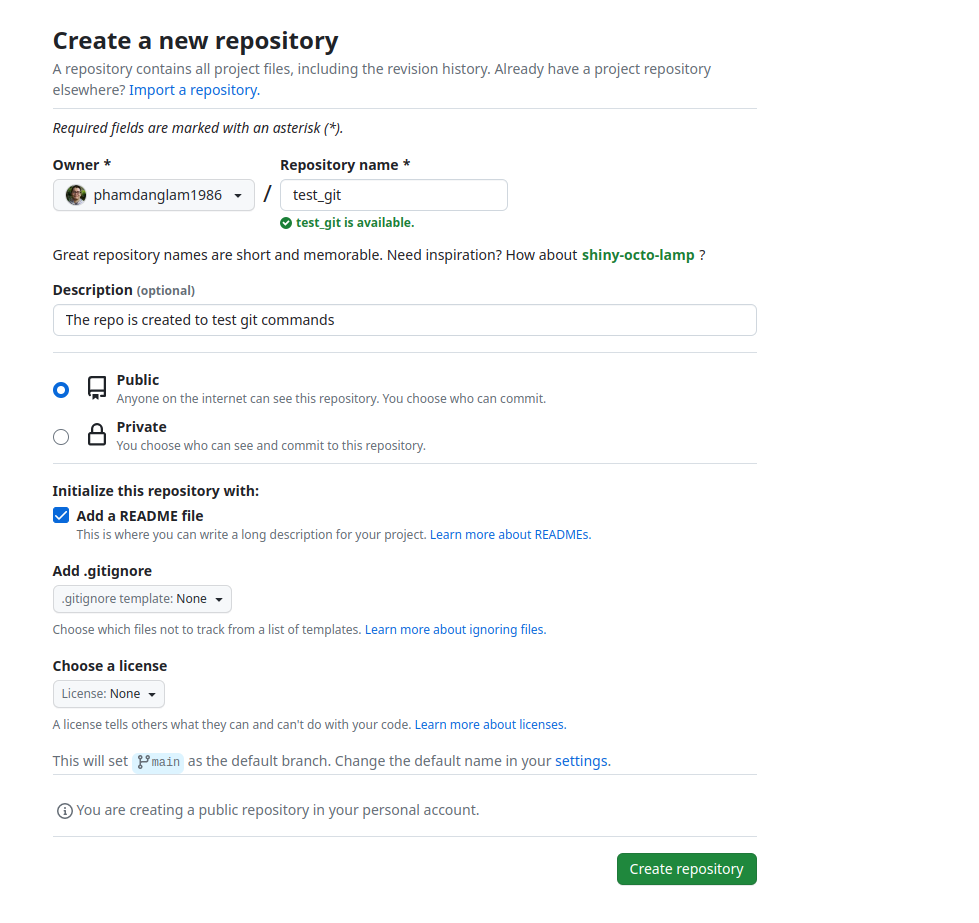 Create a new repository
A repository contains all project files, including the revision history. Already have a project repository
elsewhere? Import a repository.
Required fields are marked with an asterisk (*).
Owner * Repository name *
phamdanglam1986 / test_git
test_git is available.
Great repository names are short and memorable. Need inspiration? How about shiny-octo-lamp ?
Description (optional)
The repo is created to test git commands
Public
Anyone on the internet can see this repository. You choose who can commit.
Private
You choose who can see and commit to this repository.
Initialize this repository with:
Add a README file
This is where you can write a long description for your project. Learn more about READMEs.
Add .gitignore
.gitignore template: None
Choose which files not to track from a list of templates. Learn more about ignoring files.
Choose a license
License: None
A license tells others what they can and can't do with your code. Learn more about licenses.
This will set main as the default branch. Change the default name in your settings.
You are creating a public repository in your personal account.
Create repository